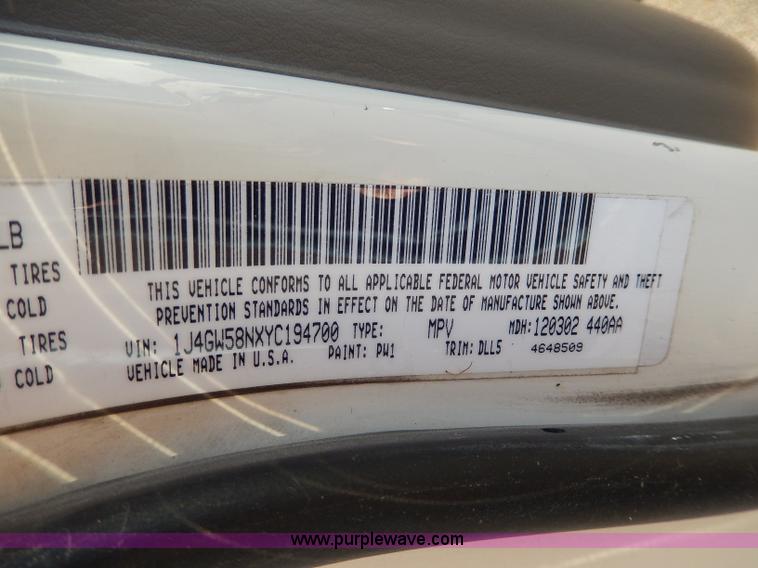 LB
TIRES
COLD
TIRES
COLD
THIS VEHICLE CONFORMS TO ALL APPLICABLE FEDERAL MOTOR VEHICLE SAFETY AND THEFT
PREVENTION STANDARDS IN EFFECT ON THE DATE OF MANUFACTURE SHOWN ABOVE.
VIN: 1J4GW58NXYC194700 TYPE: MPV MDH:120302 440AA
VEHICLE MADE IN U.S.A. PAINT: PW1 TRIM:DLL5 4648509
www.purplewave.com